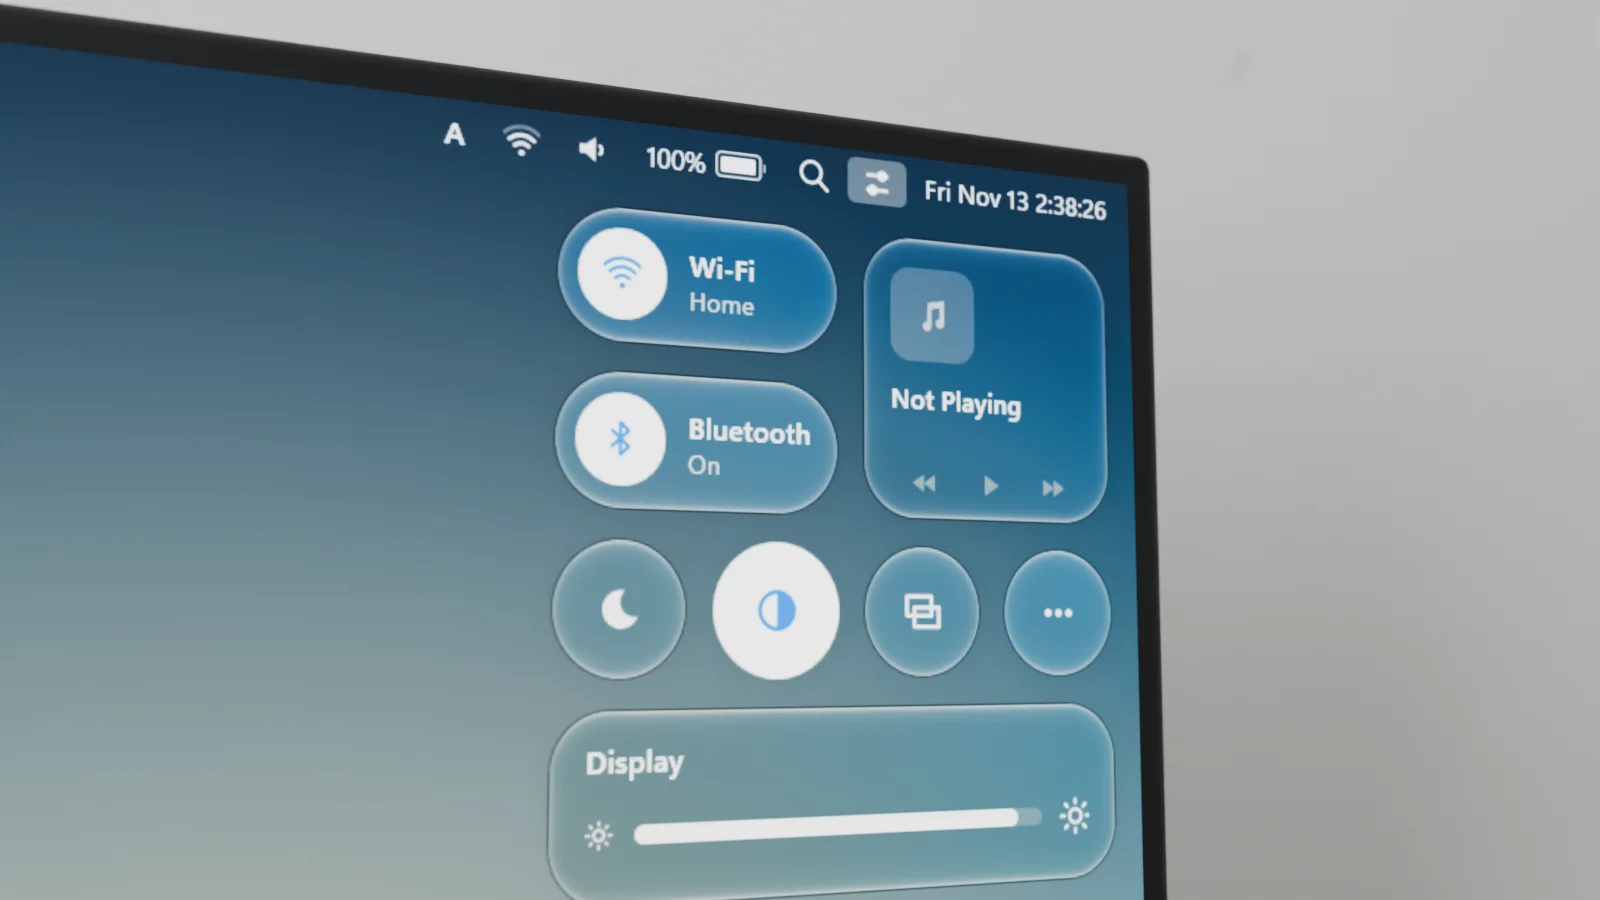 A
100%
Fri Nov 13 2:38:26
Wi-Fi
Home
Not Playing
Bluetooth
On
Display